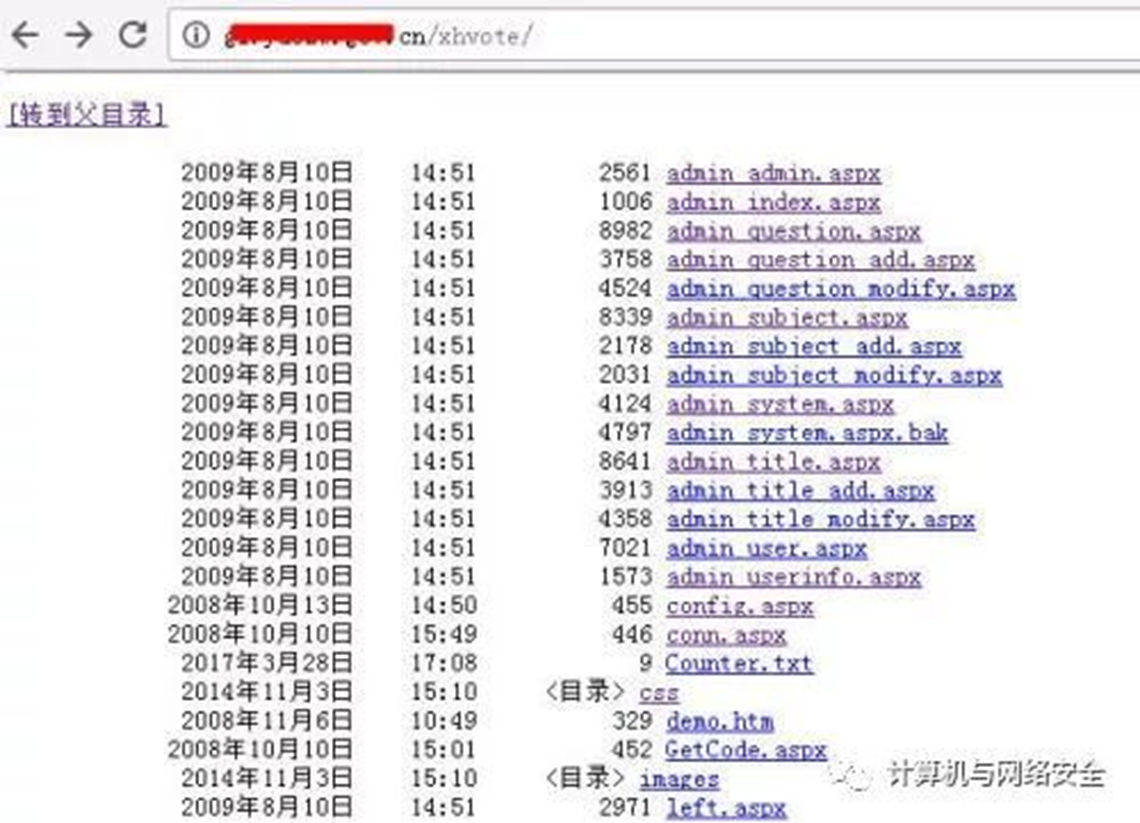 cn/xhvote/
[转到父目录]
2009年8月10日 14:51 2561 admin_admin.aspx
2009年8月10日 14:51 1006 admin_index.aspx
2009年8月10日 14:51 8982 admin_question.aspx
2009年8月10日 14:51 3758 admin_question_add.aspx
2009年8月10日 14:51 4524 admin_question_modify.aspx
2009年8月10日 14:51 8339 admin_subject.aspx
2009年8月10日 14:51 2178 admin_subject_add.aspx
2009年8月10日 14:51 2031 admin_subject_modify.aspx
2009年8月10日 14:51 4124 admin_system.aspx
2009年8月10日 14:51 4797 admin_system.aspx.bak
2009年8月10日 14:51 8641 admin_title.aspx
2009年8月10日 14:51 3913 admin_title_add.aspx
2009年8月10日 14:51 4358 admin_title_modify.aspx
2009年8月10日 14:51 7021 admin_user.aspx
2009年8月10日 14:51 1573 admin_userinfo.aspx
2008年10月13日 14:50 455 config.aspx
2008年10月10日 15:49 446 conn.aspx
2017年3月28日 17:08 9 Counter.txt
2014年11月3日 15:10 <目录> css
2008年11月6日 10:49 329 demo.htm
2008年10月10日 15:01 452 GetCode.aspx
2014年11月3日 15:10 <目录> images
2009年8月10日 14:51 2971 left.aspx
计算机与网络安全